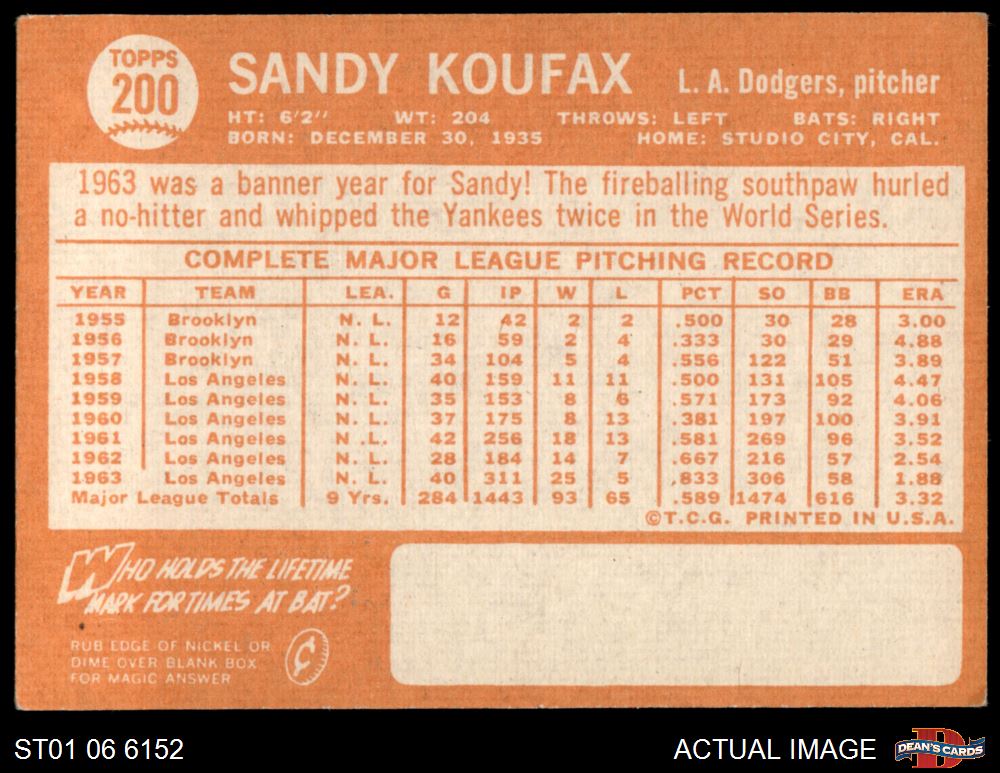 TOPPS
200
SANDY KOUFAX L. A. Dodgers, pitcher
HT: 6'2" WT: 204 THROWS: LEFT BATS: RIGHT
BORN: DECEMBER 30, 1935 HOME: STUDIO CITY, CAL.
1963 was a banner year for Sandy! The fireballing southpaw hurled
a no-hitter and whipped the Yankees twice in the World Series.
COMPLETE MAJOR LEAGUE PITCHING RECORD
YEAR TEAM LEA. G IP W L PCT SO BB ERA
1955 Brooklyn N. L. 12 42 2 2 .500 30 28 3.00
1956 Brooklyn N. L. 16 59 2 4 .333 30 29 4.88
1957 Brooklyn N. L. 34 104 5 4 .556 122 51 3.89
1958 Los Angeles N. L. 40 159 11 11 .500 131 105 4.47
1959 Los Angeles N. L. 35 153 8 6 .571 173 92 4.06
1960 Los Angeles N. L. 37 175 8 13 .381 197 100 3.91
1961 Los Angeles N. L. 42 256 18 13 .581 269 96 3.52
1962 Los Angeles N. L. 28 184 14 7 .667 216 57 2.54
1963 Los Angeles N. L. 40 311 25 5 .833 306 58 1.88
Major League Totals 9 Yrs. 284 1443 93 65 .589 1474 616 3.32
©T.C.G. PRINTED IN U.S.A.
WHO HOLDS THE LIFETIME
MARK FOR TIMES AT BAT?
RUB EDGE OF NICKEL OR
DIME OVER BLANK BOX
FOR MAGIC ANSWER
¢
ST01 06 6152 ACTUAL IMAGE
D
DEAN'S CARDS